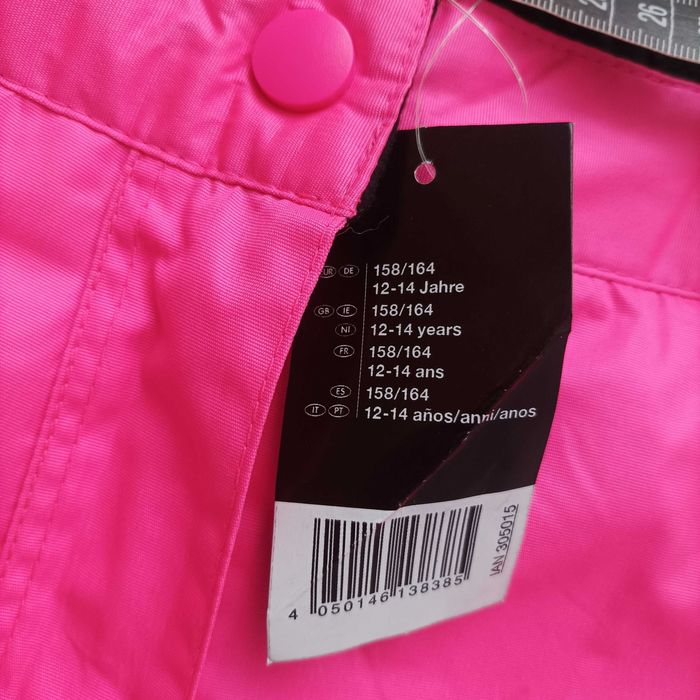 26
UR DE 158/164
12-14 Jahre
GB IE 158/164
NI 12-14 years
FR 158/164
12-14 ans
ES 158/164
IT PT 12-14 años/anni/anos
IAN 305015
4 050146 138385